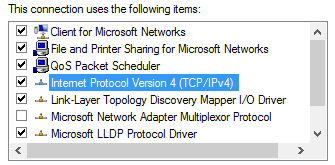 This connection uses the following items:
Client for Microsoft Networks
File and Printer Sharing for Microsoft Networks
QoS Packet Scheduler
Internet Protocol Version 4 (TCP/IPv4)
Link-Layer Topology Discovery Mapper I/O Driver
Microsoft Network Adapter Multiplexor Protocol
Microsoft LLDP Protocol Driver